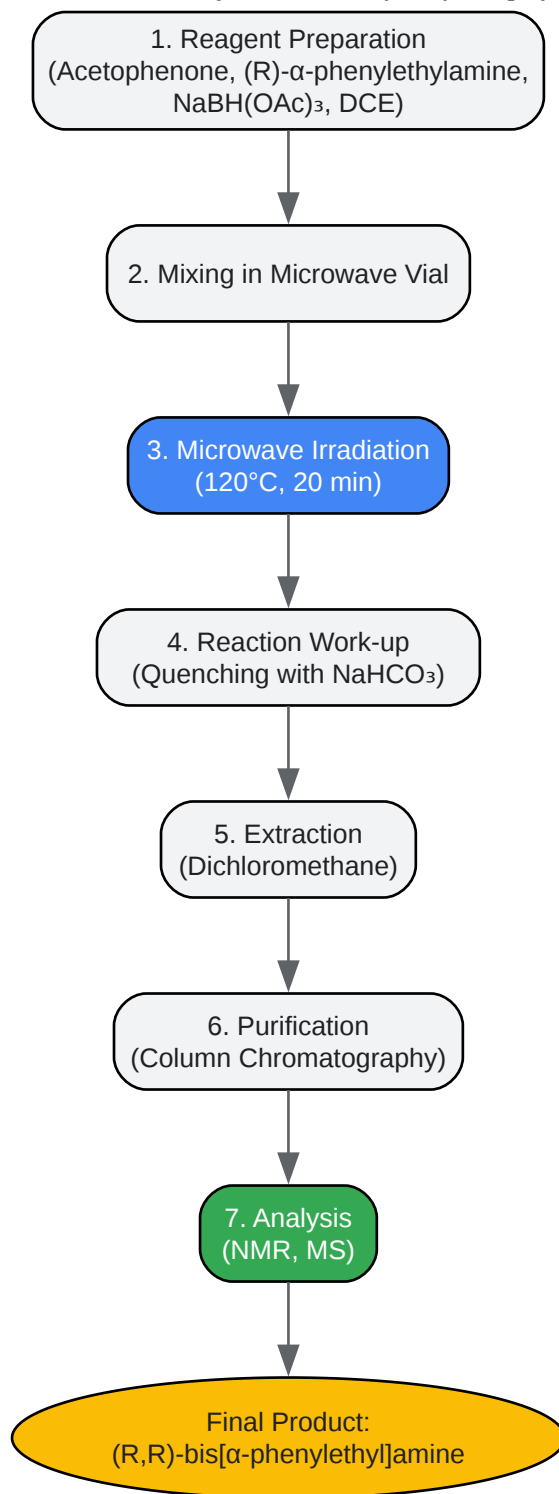 1. Reagent Preparation
(Acetophenone, (R)-α-phenylethylamine,
NaBH(OAc)₃, DCE)
2. Mixing in Microwave Vial
3. Microwave Irradiation
(120°C, 20 min)
4. Reaction Work-up
(Quenching with NaHCO₃)
5. Extraction
(Dichloromethane)
6. Purification
(Column Chromatography)
7. Analysis
(NMR, MS)
Final Product:
(R,R)-bis[α-phenylethyl]amine